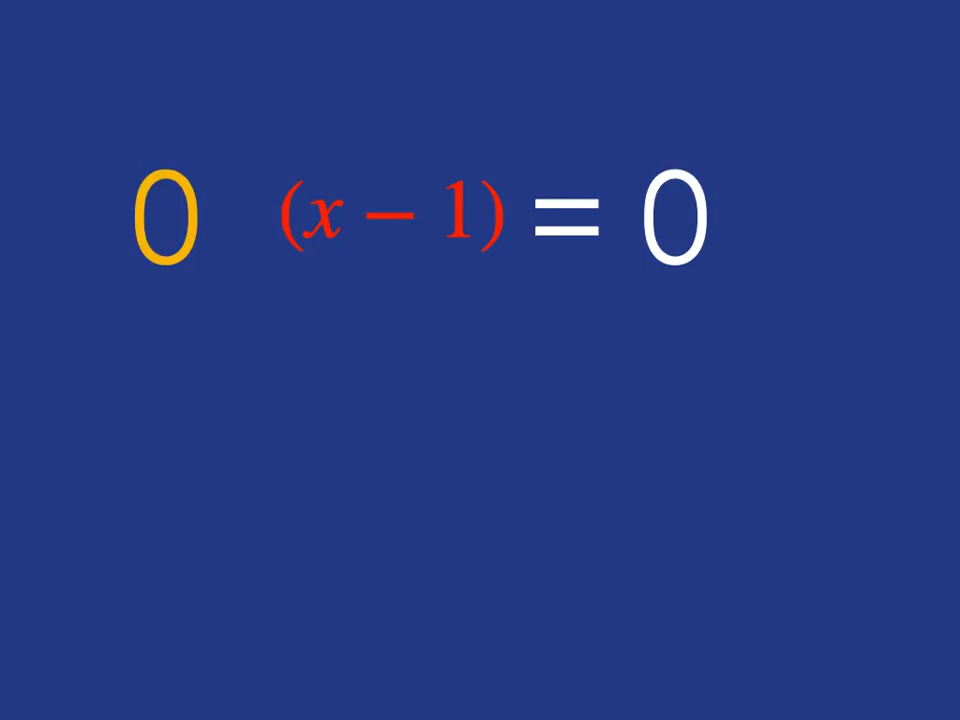 0 (x − 1) = 0